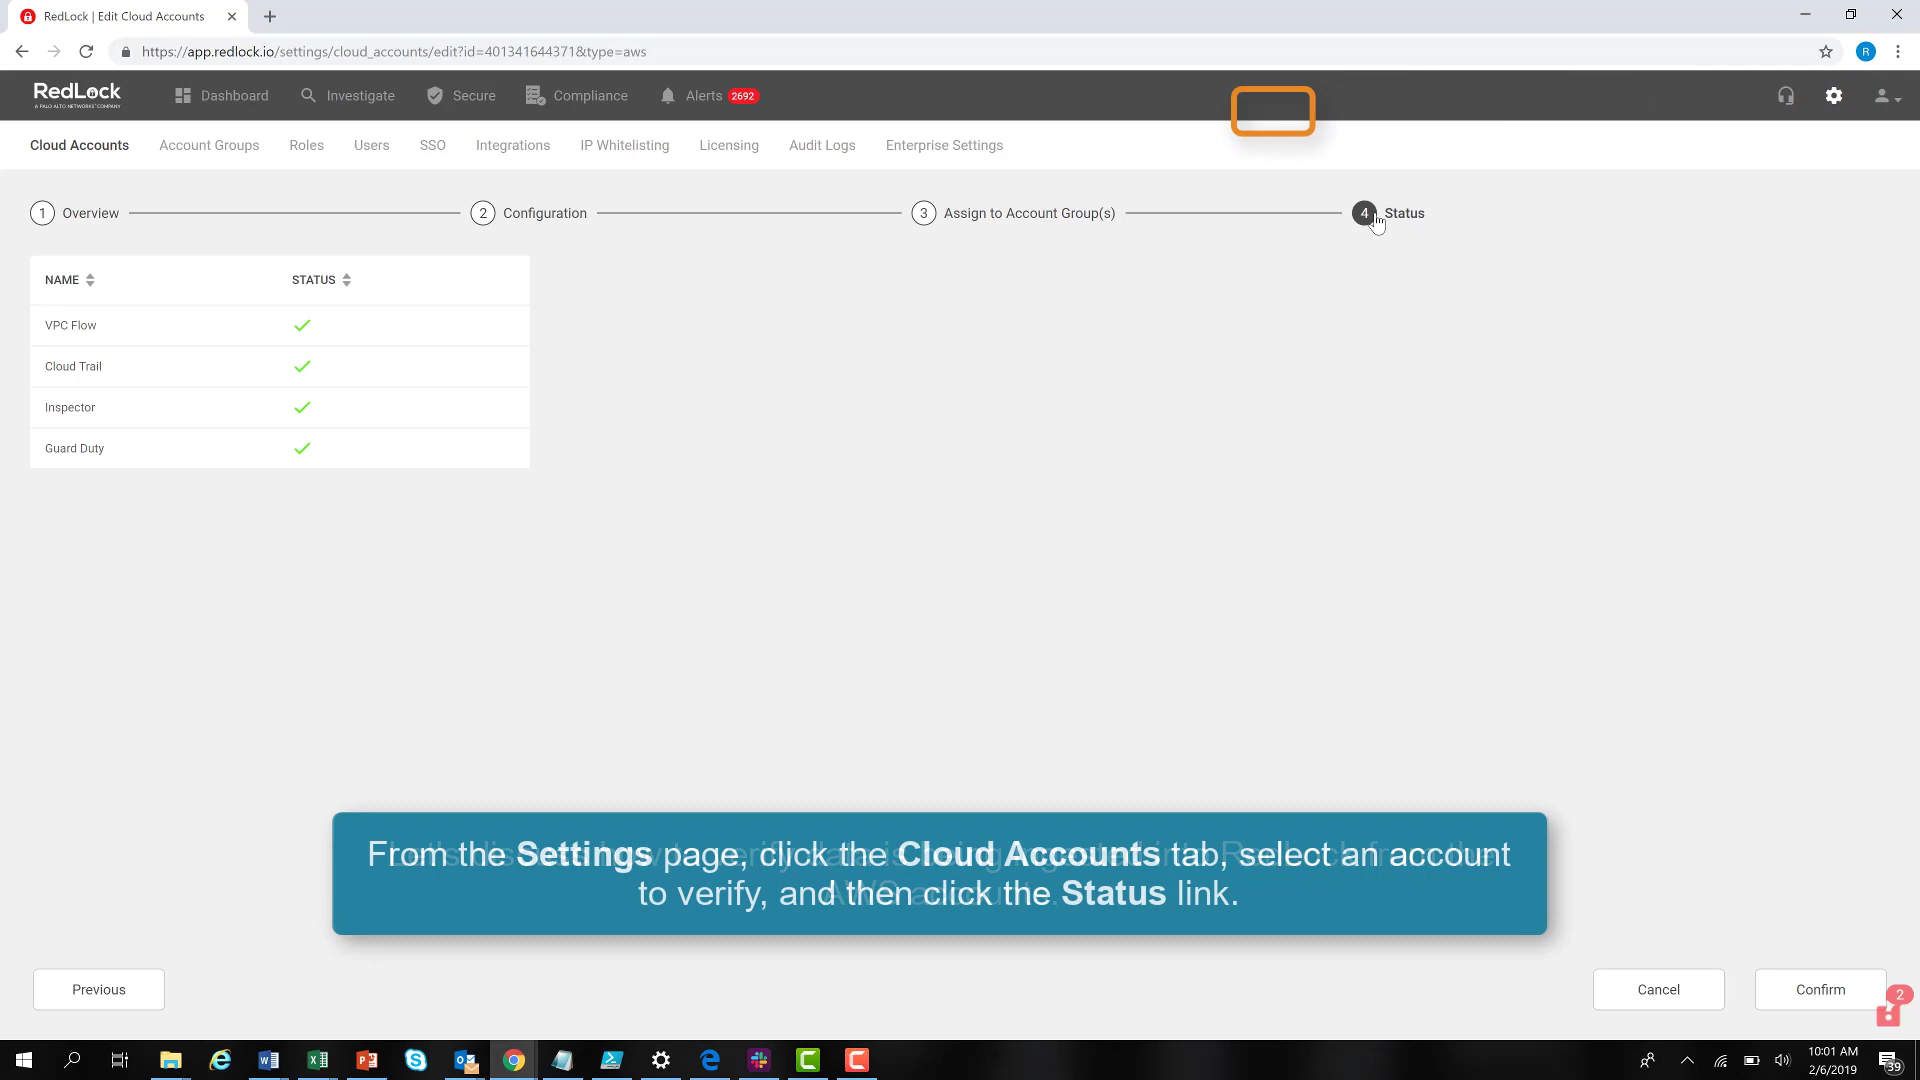 RedLock | Edit Cloud Accounts
https://app.redlock.io/settings/cloud_accounts/edit?id=401341644371&type=aws
R
RedLock
A PALO ALTO NETWORKS COMPANY
Dashboard
Investigate
Secure
Compliance
Alerts 2692
Cloud Accounts
Account Groups
Roles
Users
SSO
Integrations
IP Whitelisting
Licensing
Audit Logs
Enterprise Settings
1 Overview
2 Configuration
3 Assign to Account Group(s)
4 Status
NAME STATUS
VPC Flow
Cloud Trail
Inspector
Guard Duty
From the Settings page, click the Cloud Accounts tab, select an account
to verify, and then click the Status link.
Previous
Cancel
Confirm
2
10:01 AM
2/6/2019
39